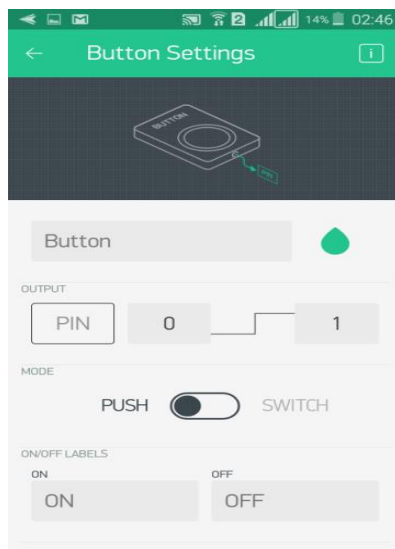 2 14% 02:46
← Button Settings i
BUTTON
PIN
Button
OUTPUT
PIN 0 1
MODE
PUSH SWITCH
ON/OFF LABELS
ON OFF
ON OFF